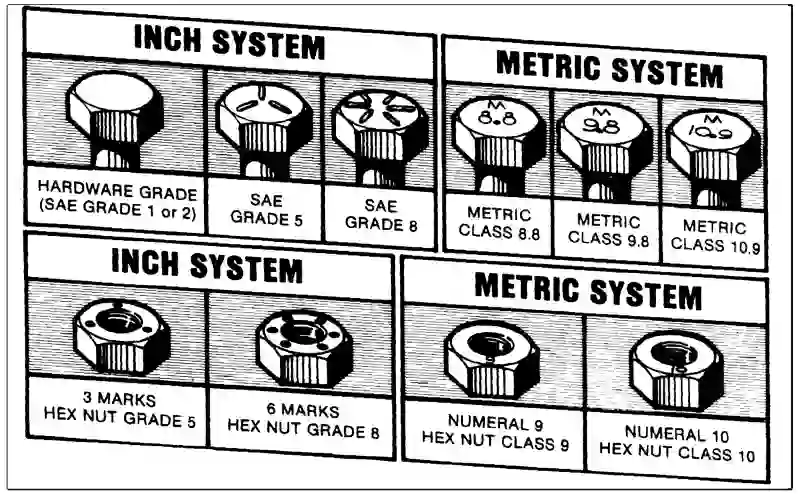 INCH SYSTEM
HARDWARE GRADE
(SAE GRADE 1 or 2)
SAE
GRADE 5
SAE
GRADE 8
METRIC SYSTEM
M
8.8
M
9.8
M
10.9
METRIC
CLASS 8.8
METRIC
CLASS 9.8
METRIC
CLASS 10.9
INCH SYSTEM
3 MARKS
HEX NUT GRADE 5
6 MARKS
HEX NUT GRADE 8
METRIC SYSTEM
NUMERAL 9
HEX NUT CLASS 9
NUMERAL 10
HEX NUT CLASS 10